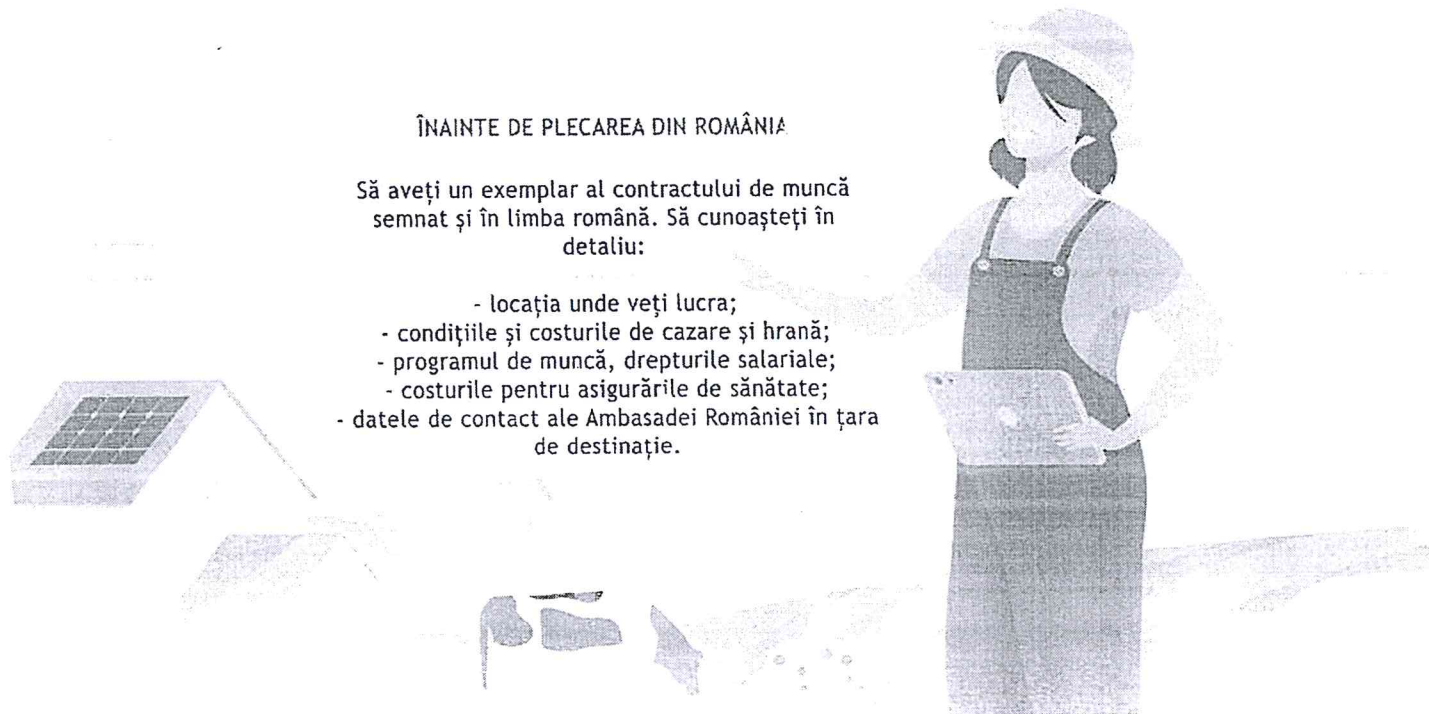 ÎNAINTE DE PLECAREA DIN ROMÂNIA
Să aveți un exemplar al contractului de muncă
semnat și în limba română. Să cunoașteți în
detaliu:
- locația unde veți lucra;
- condițiile și costurile de cazare și hrană;
- programul de muncă, drepturile salariale;
- costurile pentru asigurările de sănătate;
- datele de contact ale Ambasadei României în țara
de destinație.